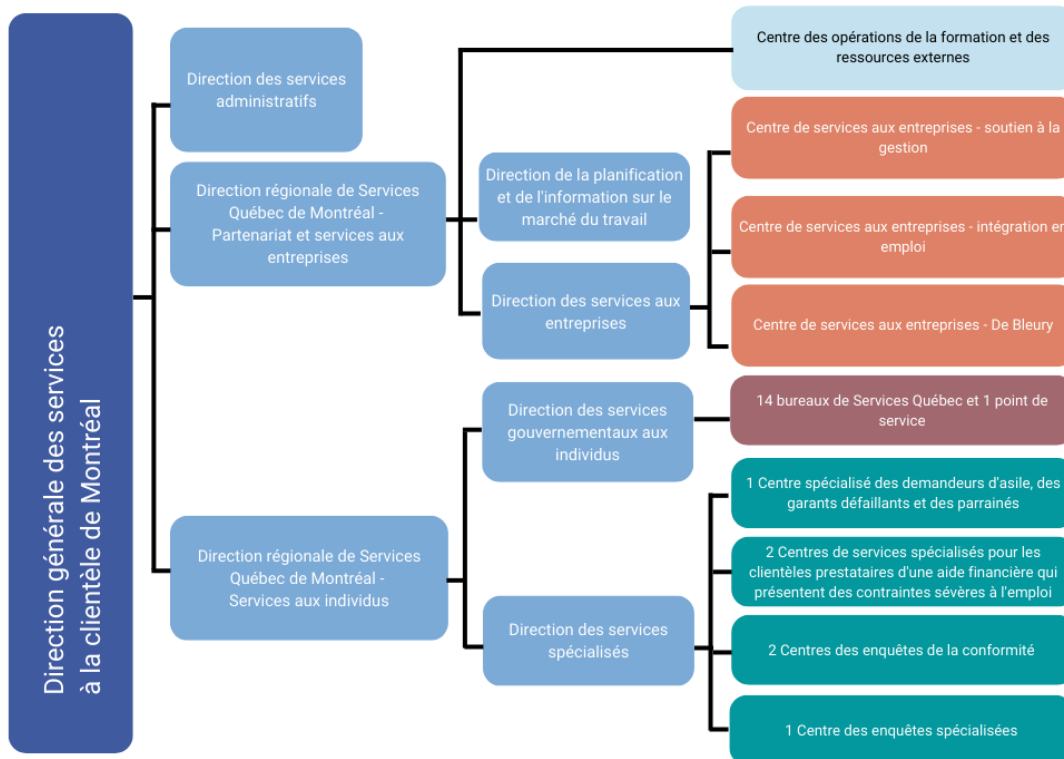 Direction générale des services
à la clientèle de Montréal
Direction des services
administratifs
Direction régionale de Services
Québec de Montréal -
Partenariat et services aux
entreprises
Direction régionale de Services
Québec de Montréal -
Services aux individus
Direction de la planification
et de l'information sur le
marché du travail
Direction des services aux
entreprises
Direction des services
gouvernementaux aux
individus
Direction des services
spécialisés
Centre des opérations de la formation et des
ressources externes
Centre de services aux entreprises - soutien à la
gestion
Centre de services aux entreprises - intégration en
emploi
Centre de services aux entreprises - De Bleury
14 bureaux de Services Québec et 1 point de
service
1 Centre spécialisé des demandeurs d'asile, des
garants défaillants et des parrainés
2 Centres de services spécialisés pour les
clientèles prestataires d'une aide financière qui
présentent des contraintes sévères à l'emploi
2 Centres des enquêtes de la conformité
1 Centre des enquêtes spécialisées